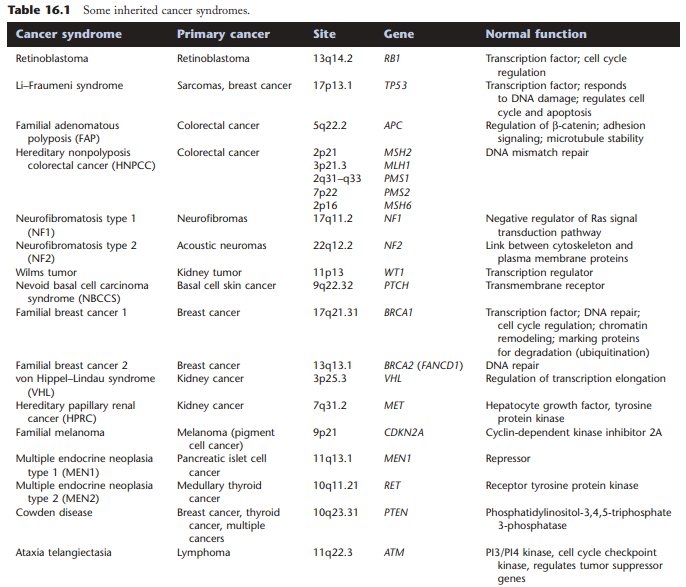 Table 16.1 Some inherited cancer syndromes.
Cancer syndrome Primary cancer Site Gene Normal function
Retinoblastoma Retinoblastoma 13q14.2 RB1 Transcription factor; cell cycle
regulation
Li–Fraumeni syndrome Sarcomas, breast cancer 17p13.1 TP53 Transcription factor; responds
to DNA damage; regulates cell
cycle and apoptosis
Familial adenomatous Colorectal cancer 5q22.2 APC Regulation of β-catenin; adhesion
polyposis (FAP) signaling; microtubule stability
Hereditary nonpolyposis Colorectal cancer 2p21 MSH2 DNA mismatch repair
colorectal cancer (HNPCC) 3p21.3 MLH1
2q31–q33 PMS1
7p22 PMS2
2p16 MSH6
Neurofibromatosis type 1 Neurofibromas 17q11.2 NF1 Negative regulator of Ras signal
(NF1) transduction pathway
Neurofibromatosis type 2 Acoustic neuromas 22q12.2 NF2 Link between cytoskeleton and
(NF2) plasma membrane proteins
Wilms tumor Kidney tumor 11p13 WT1 Transcription regulator
Nevoid basal cell carcinoma Basal cell skin cancer 9q22.32 PTCH Transmembrane receptor
syndrome (NBCCS)
Familial breast cancer 1 Breast cancer 17q21.31 BRCA1 Transcription factor; DNA repair;
cell cycle regulation; chromatin
remodeling; marking proteins
for degradation (ubiquitination)
Familial breast cancer 2 Breast cancer 13q13.1 BRCA2 (FANCD1) DNA repair
von Hippel–Lindau syndrome Kidney cancer 3p25.3 VHL Regulation of transcription elongation
(VHL)
Hereditary papillary renal Kidney cancer 7q31.2 MET Hepatocyte growth factor, tyrosine
cancer (HPRC) protein kinase
Familial melanoma Melanoma (pigment 9p21 CDKN2A Cyclin-dependent kinase inhibitor 2A
cell cancer)
Multiple endocrine neoplasia Pancreatic islet cell 11q13.1 MEN1 Repressor
type 1 (MEN1) cancer
Multiple endocrine neoplasia Medullary thyroid 10q11.21 RET Receptor tyrosine protein kinase
type 2 (MEN2) cancer
Cowden disease Breast cancer, thyroid 10q23.31 PTEN Phosphatidylinositol-3,4,5-triphosphate
cancer, multiple 3-phosphatase
cancers
Ataxia telangiectasia Lymphoma 11q22.3 ATM PI3/PI4 kinase, cell cycle checkpoint
kinase, regulates tumor suppressor
genes